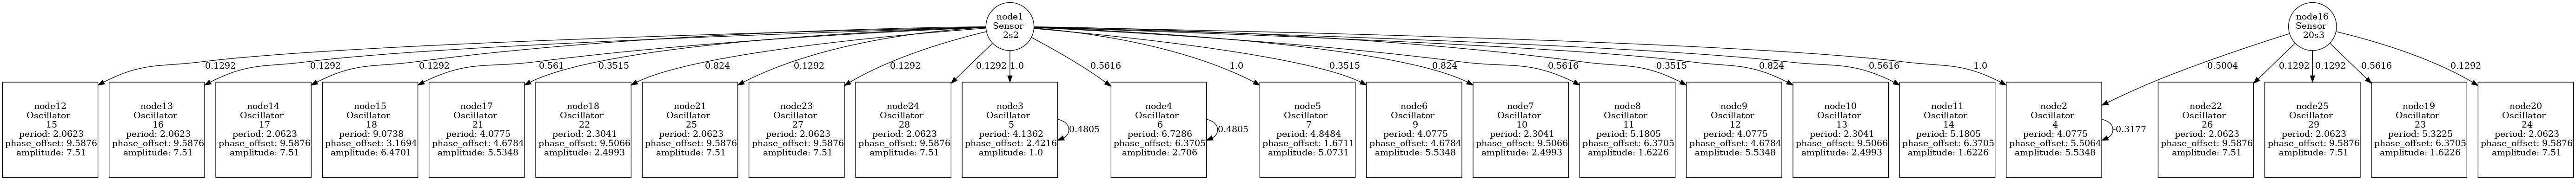 node1
Sensor
2s2
node16
Sensor
20s3
-0.1292
-0.1292
-0.1292
-0.561
-0.3515
0.824
-0.1292
-0.1292
-0.1292
1.0
-0.5616
1.0
-0.3515
0.824
-0.5616
-0.3515
0.824
-0.5616
1.0
-0.5004
-0.1292
-0.1292
-0.5616
-0.1292
node12
Oscillator
15
period: 2.0623
phase_offset: 9.5876
amplitude: 7.51
node13
Oscillator
16
period: 2.0623
phase_offset: 9.5876
amplitude: 7.51
node14
Oscillator
17
period: 2.0623
phase_offset: 9.5876
amplitude: 7.51
node15
Oscillator
18
period: 9.0738
phase_offset: 3.1694
amplitude: 6.4701
node17
Oscillator
21
period: 4.0775
phase_offset: 4.6784
amplitude: 5.5348
node18
Oscillator
22
period: 2.3041
phase_offset: 9.5066
amplitude: 2.4993
node21
Oscillator
25
period: 2.0623
phase_offset: 9.5876
amplitude: 7.51
node23
Oscillator
27
period: 2.0623
phase_offset: 9.5876
amplitude: 7.51
node24
Oscillator
28
period: 2.0623
phase_offset: 9.5876
amplitude: 7.51
node3
Oscillator
5
period: 4.1362
phase_offset: 2.4216
amplitude: 1.0
0.4805
node4
Oscillator
6
period: 6.7286
phase_offset: 6.3705
amplitude: 2.706
0.4805
node5
Oscillator
7
period: 4.8484
phase_offset: 1.6711
amplitude: 5.0731
node6
Oscillator
9
period: 4.0775
phase_offset: 4.6784
amplitude: 5.5348
node7
Oscillator
10
period: 2.3041
phase_offset: 9.5066
amplitude: 2.4993
node8
Oscillator
11
period: 5.1805
phase_offset: 6.3705
amplitude: 1.6226
node9
Oscillator
12
period: 4.0775
phase_offset: 4.6784
amplitude: 5.5348
node10
Oscillator
13
period: 2.3041
phase_offset: 9.5066
amplitude: 2.4993
node11
Oscillator
14
period: 5.1805
phase_offset: 6.3705
amplitude: 1.6226
node2
Oscillator
4
period: 4.0775
phase_offset: 5.5064
amplitude: 5.5348
-0.3177
node22
Oscillator
26
period: 2.0623
phase_offset: 9.5876
amplitude: 7.51
node25
Oscillator
29
period: 2.0623
phase_offset: 9.5876
amplitude: 7.51
node19
Oscillator
23
period: 5.3225
phase_offset: 6.3705
amplitude: 1.6226
node20
Oscillator
24
period: 2.0623
phase_offset: 9.5876
amplitude: 7.51